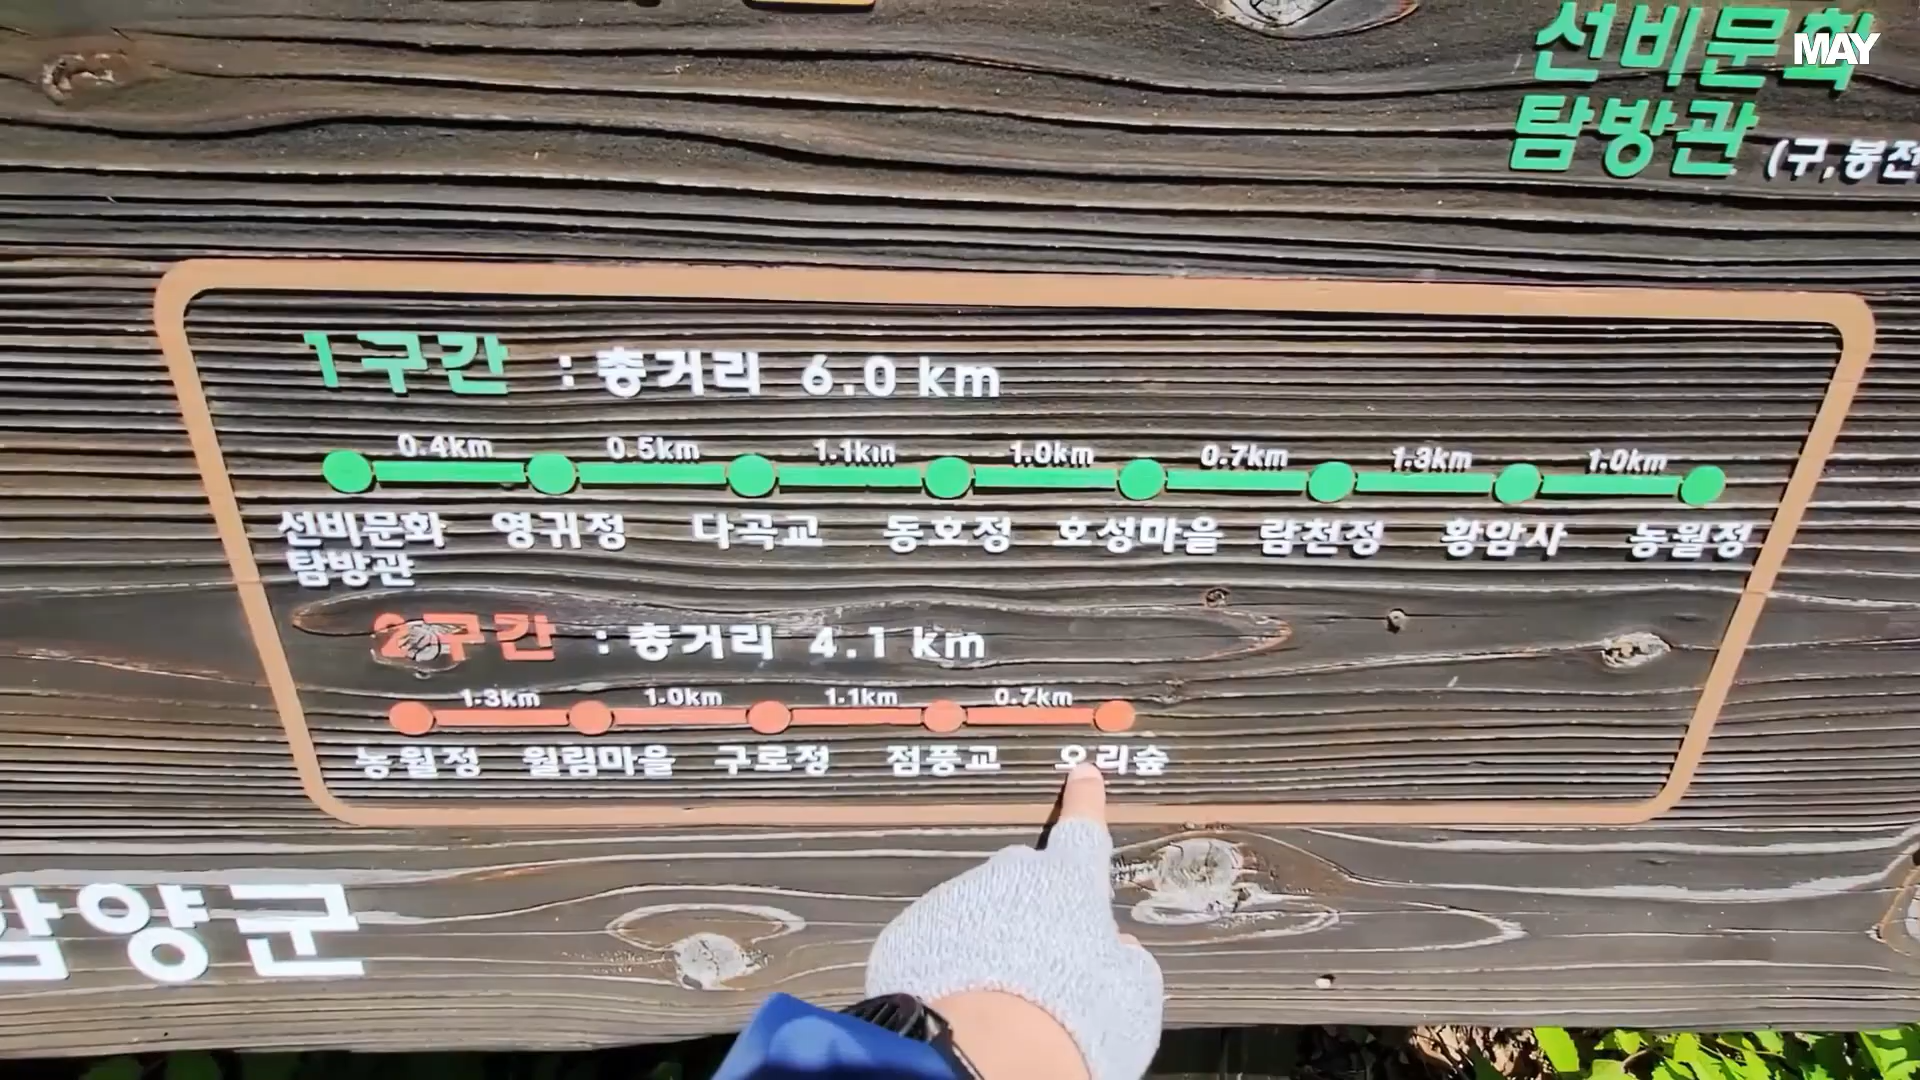 MAY
선비문화
탐방관 (구,봉전
1구간 : 총거리 6.0 km
0.4km 0.5km 1.1km 1.0km 0.7km 1.3km 1.0km
선비문화 영귀정 다곡교 동호정 호성마을 람천정 황암사 농월정
탐방관
2구간 : 총거리 4.1 km
1.3km 1.0km 1.1km 0.7km
농월정 월림마을 구로정 점풍교 오리숲
함양군